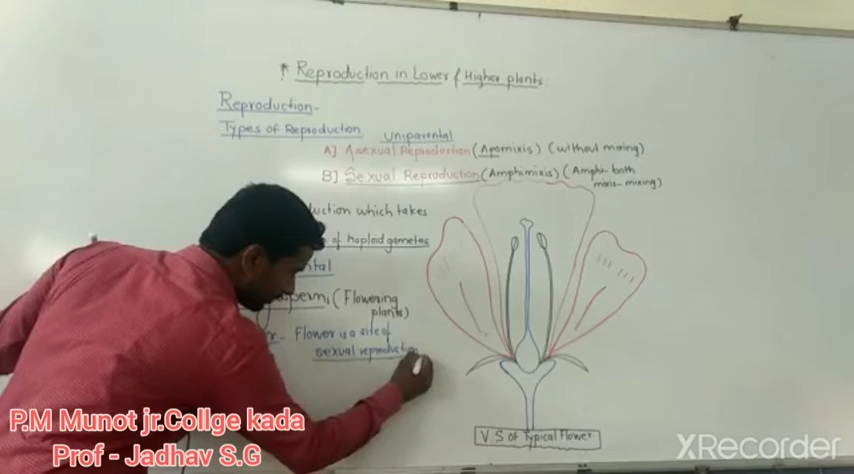 * Reproduction in Lower & Higher plants.
Reproduction-
Types of Reproduction
Uniparental
A] Asexual Reproduction (Apomixis) (without mixing)
B] Sexual Reproduction (Amphimixis) (Amphi-both
mixis-mixing)
uction which takes
of haploid gametes
ntal
sperm, (Flowering
plants)
r. Flower is a site of
sexual reproduction
V.S of Typical Flower
P.M Munot jr.Collge kada
Prof - Jadhav S.G
XRecorder